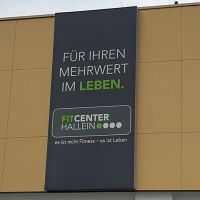 FÜR IHREN
MEHRWERT
IM LEBEN.
FITCENTER
HALLEIN
es ist nicht Fitness - es ist Leben